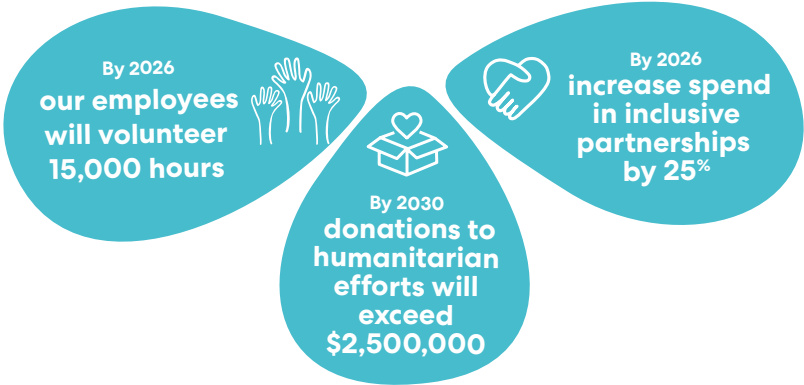 By 2026
our employees
will volunteer
15,000 hours
By 2030
donations to
humanitarian
efforts will
exceed
$2,500,000
By 2026
increase spend
in inclusive
partnerships
by 25%